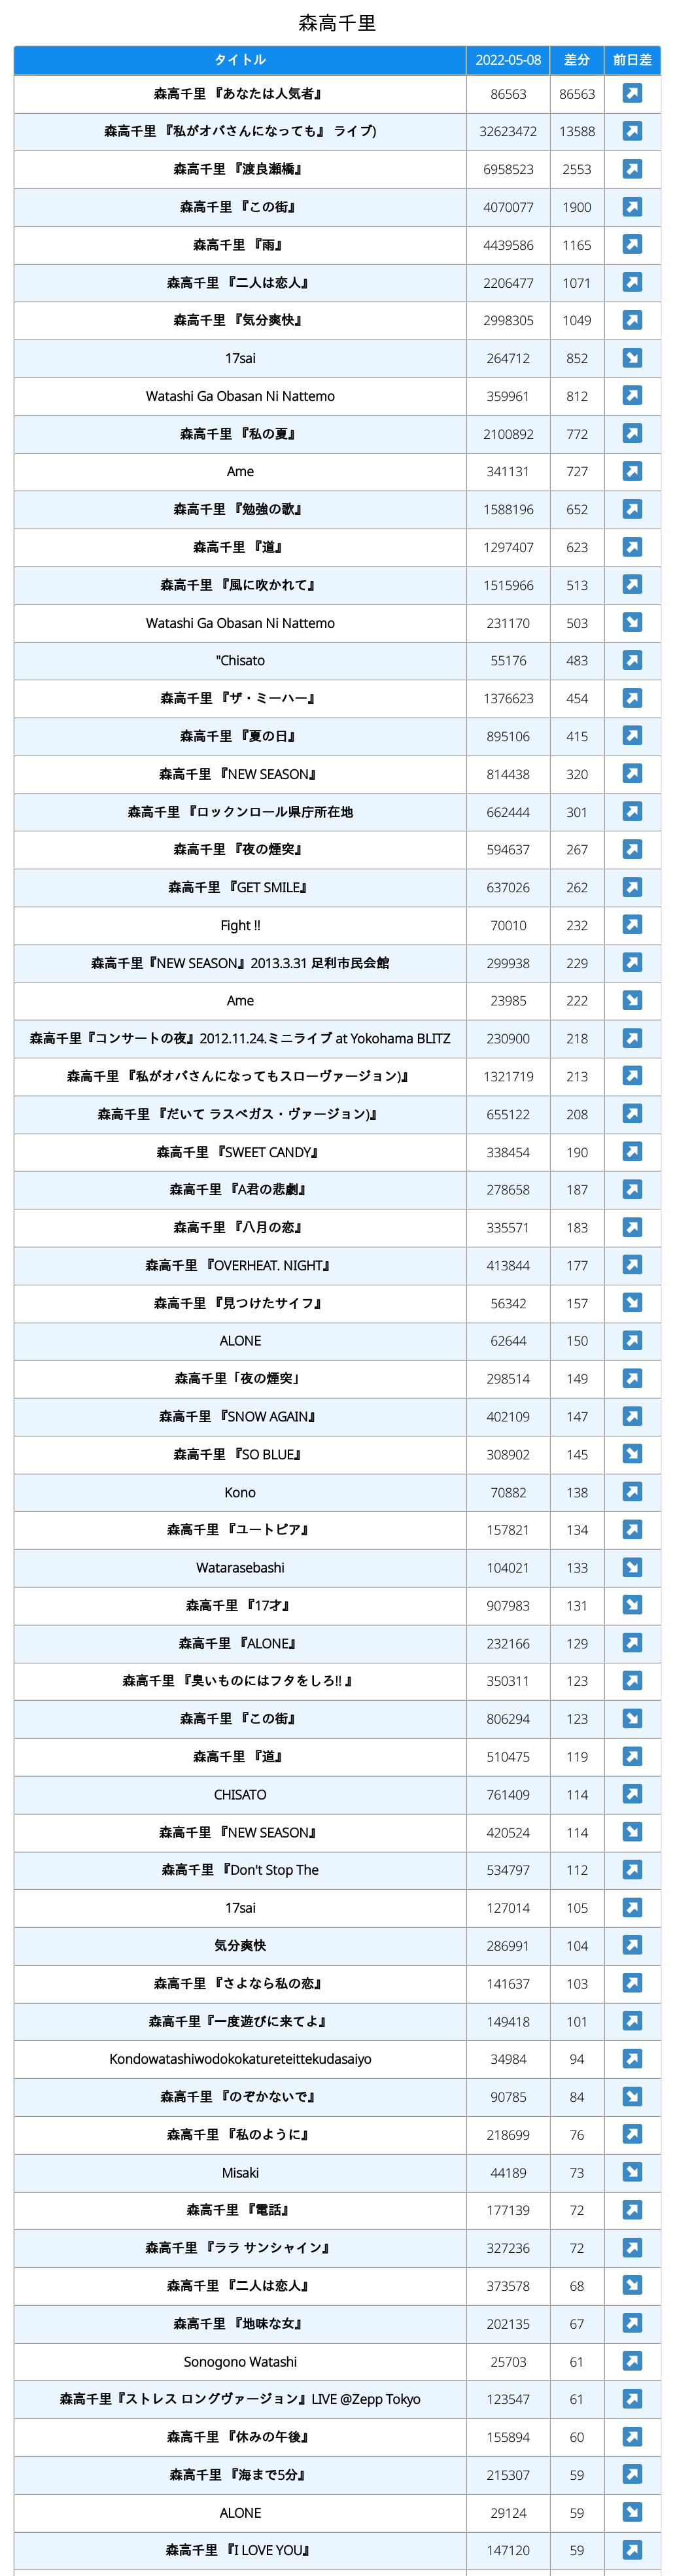 森高千里
タイトル 2022-05-08 差分 前日差
森高千里 『あなたは人気者』 86563 86563
森高千里 『私がオバさんになっても』 ライブ) 32623472 13588
森高千里 『渡良瀬橋』 6958523 2553
森高千里 『この街』 4070077 1900
森高千里 『雨』 4439586 1165
森高千里 『二人は恋人』 2206477 1071
森高千里 『気分爽快』 2998305 1049
17sai 264712 852
Watashi Ga Obasan Ni Nattemo 359961 812
森高千里 『私の夏』 2100892 772
Ame 341131 727
森高千里 『勉強の歌』 1588196 652
森高千里 『道』 1297407 623
森高千里 『風に吹かれて』 1515966 513
Watashi Ga Obasan Ni Nattemo 231170 503
"Chisato 55176 483
森高千里 『ザ・ミーハー』 1376623 454
森高千里 『夏の日』 895106 415
森高千里 『NEW SEASON』 814438 320
森高千里 『ロックンロール県庁所在地 662444 301
森高千里 『夜の煙突』 594637 267
森高千里 『GET SMILE』 637026 262
Fight !! 70010 232
森高千里『NEW SEASON』2013.3.31 足利市民会館 299938 229
Ame 23985 222
森高千里『コンサートの夜』2012.11.24.ミニライブ at Yokohama BLITZ 230900 218
森高千里 『私がオバさんになってもスローヴァージョン)』 1321719 213
森高千里 『だいて ラスベガス・ヴァージョン)』 655122 208
森高千里 『SWEET CANDY』 338454 190
森高千里 『A君の悲劇』 278658 187
森高千里 『八月の恋』 335571 183
森高千里 『OVERHEAT. NIGHT』 413844 177
森高千里 『見つけたサイフ』 56342 157
ALONE 62644 150
森高千里「夜の煙突」 298514 149
森高千里 『SNOW AGAIN』 402109 147
森高千里 『SO BLUE』 308902 145
Kono 70882 138
森高千里 『ユートピア』 157821 134
Watarasebashi 104021 133
森高千里 『17才』 907983 131
森高千里 『ALONE』 232166 129
森高千里 『臭いものにはフタをしろ!! 』 350311 123
森高千里 『この街』 806294 123
森高千里 『道』 510475 119
CHISATO 761409 114
森高千里 『NEW SEASON』 420524 114
森高千里 『Don't Stop The 534797 112
17sai 127014 105
気分爽快 286991 104
森高千里 『さよなら私の恋』 141637 103
森高千里『一度遊びに来てよ』 149418 101
Kondowatashiwodokokatureteittekudasaiyo 34984 94
森高千里 『のぞかないで』 90785 84
森高千里 『私のように』 218699 76
Misaki 44189 73
森高千里 『電話』 177139 72
森高千里 『ララ サンシャイン』 327236 72
森高千里 『二人は恋人』 373578 68
森高千里 『地味な女』 202135 67
Sonogono Watashi 25703 61
森高千里『ストレス ロングヴァージョン』LIVE @Zepp Tokyo 123547 61
森高千里 『休みの午後』 155894 60
森高千里 『海まで5分』 215307 59
ALONE 29124 59
森高千里 『I LOVE YOU』 147120 59